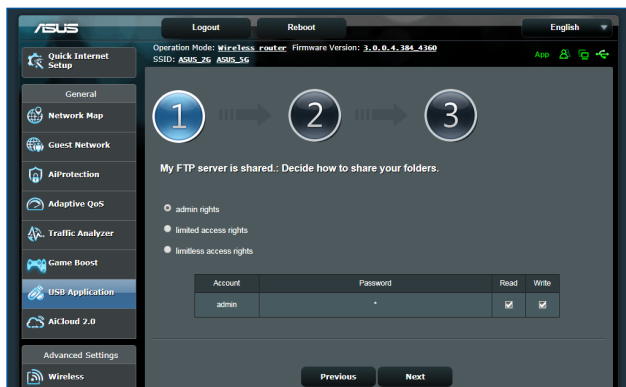 ASUS
Logout
Reboot
English
Operation Mode: Wireless router Firmware Version: 3.0.0.4.384_4360
SSID: ASUS_2G ASUS_5G
App
Quick Internet
Setup
General
Network Map
Guest Network
AiProtection
Adaptive QoS
Traffic Analyzer
Game Boost
USB Application
AiCloud 2.0
Advanced Settings
Wireless
1
2
3
My FTP server is shared.: Decide how to share your folders.
admin rights
limited access rights
limitless access rights
Account Password Read Write
admin *
Previous Next